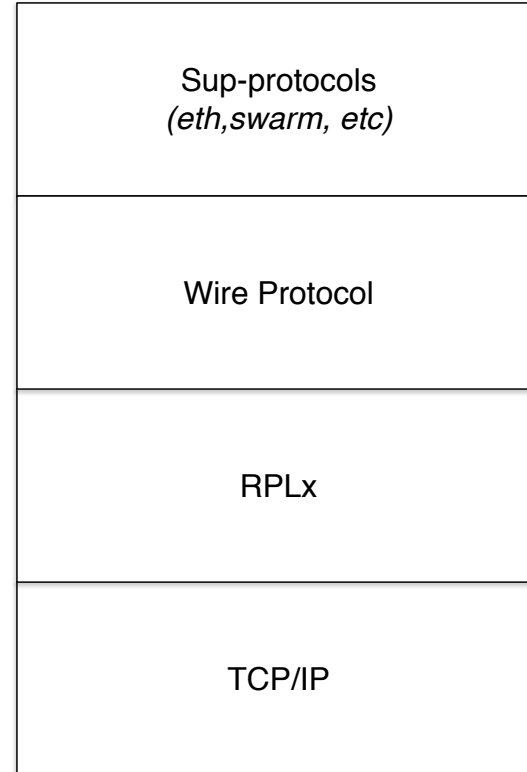 Sup-protocols
(eth,swarm, etc)
Wire Protocol
RPLx
TCP/IP